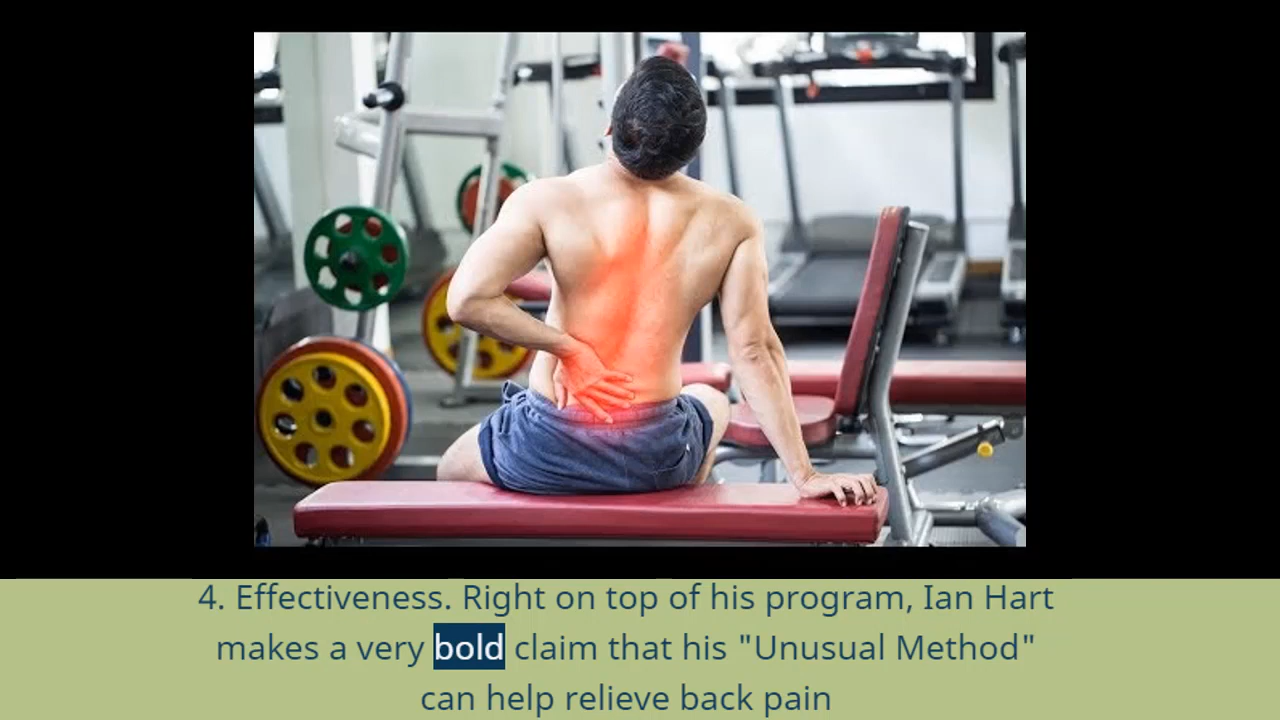 4. Effectiveness. Right on top of his program, Ian Hart
makes a very bold claim that his "Unusual Method"
can help relieve back pain